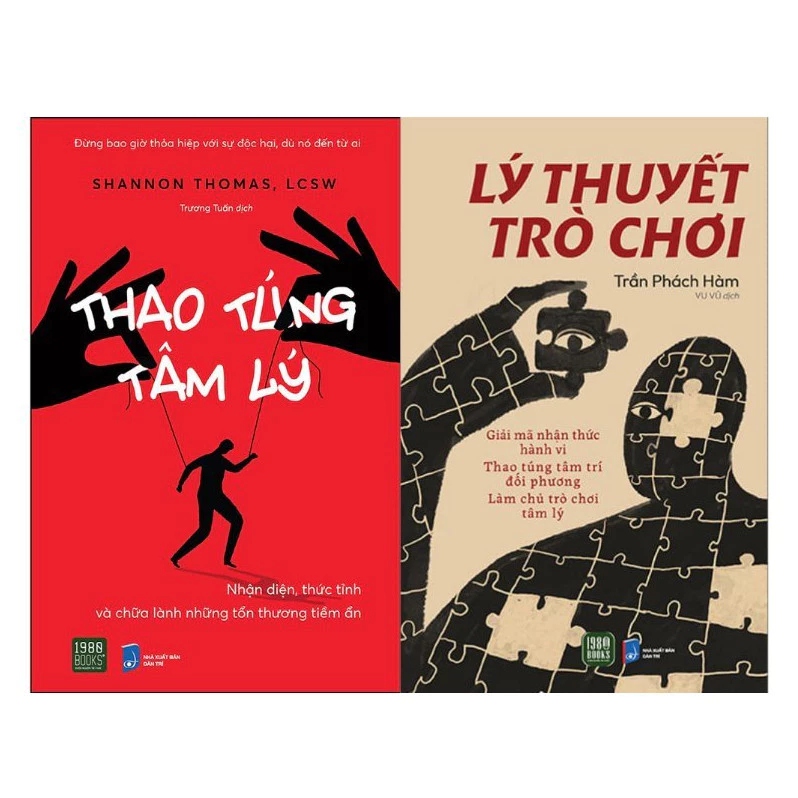 Đừng bao giờ thỏa hiệp với sự độc hại, dù nó đến từ ai
SHANNON THOMAS, LCSW
Trương Tuấn dịch
THAO TÚNG
TÂM LÝ
Nhận diện, thức tỉnh
và chữa lành những tổn thương tiềm ẩn
1980
BOOKS
NHÀ XUẤT BẢN
DÂN TRÍ
LÝ THUYẾT
TRÒ CHƠI
Trần Phách Hàm
VU VŨ dịch
Giải mã nhận thức
hành vi
Thao túng tâm trí
đối phương
Làm chủ trò chơi
tâm lý
1980
BOOKS
NHÀ XUẤT BẢN
DÂN TRÍ